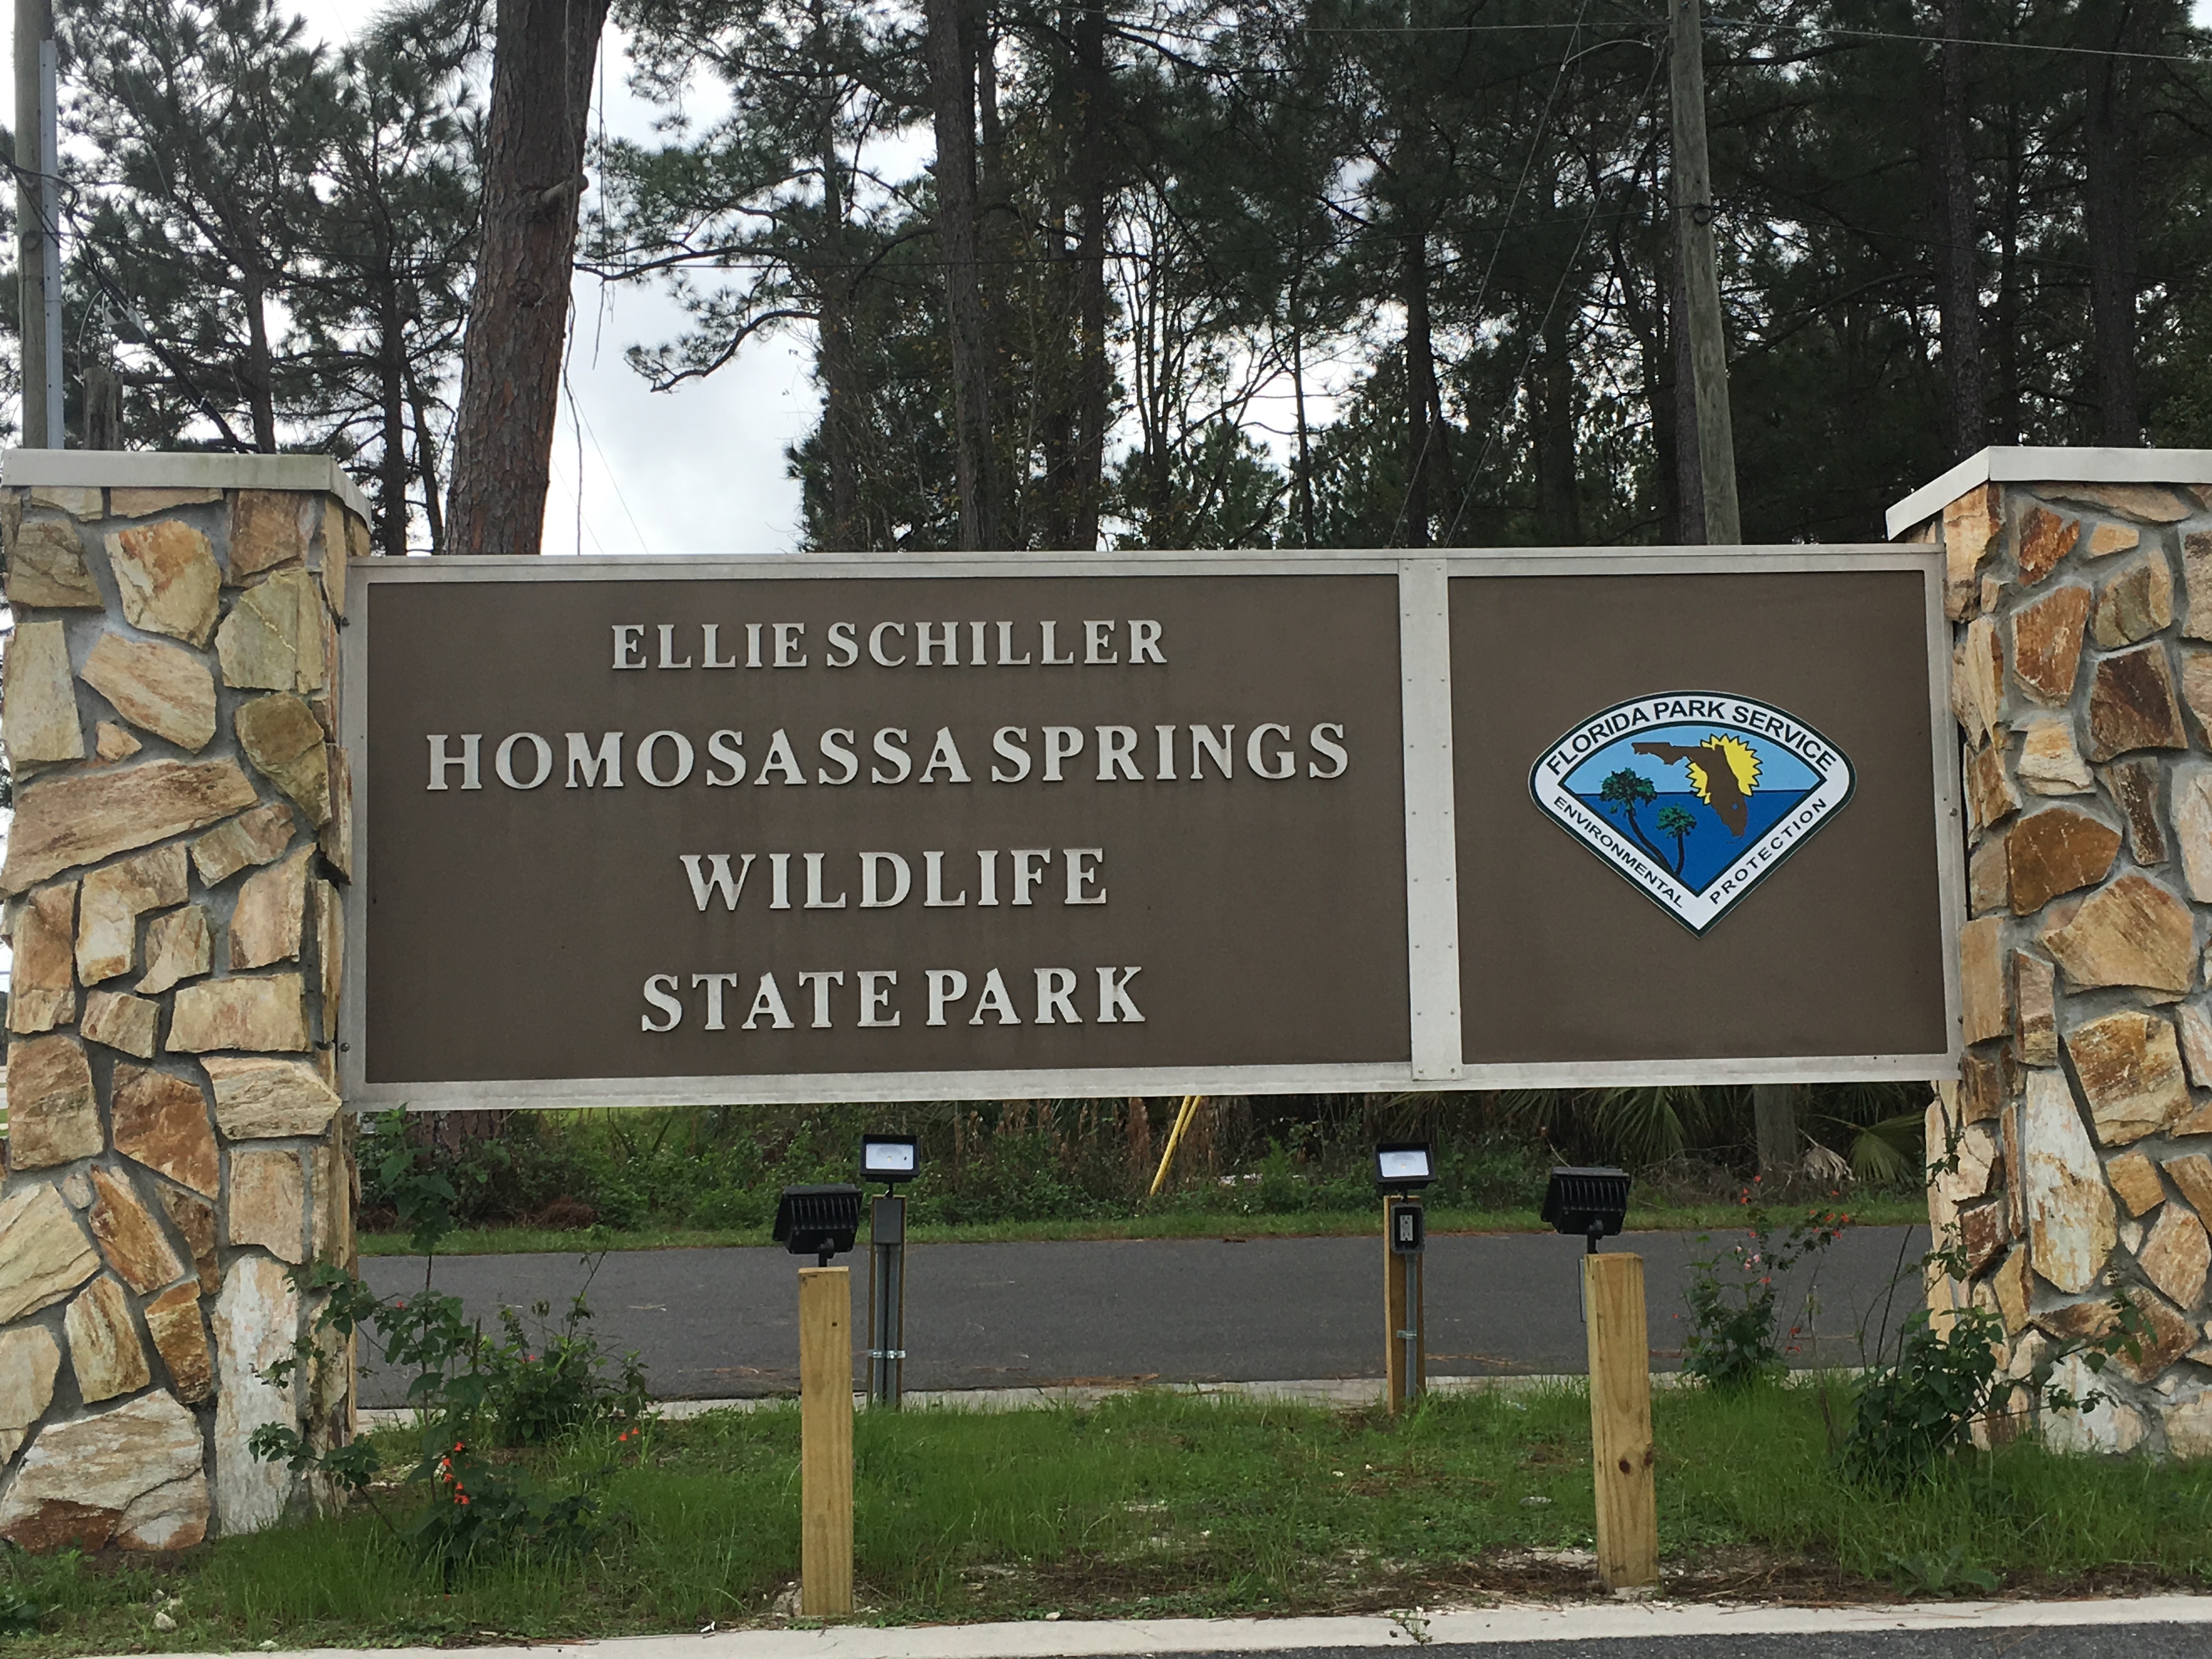 ELLIE SCHILLER
HOMOSASSA SPRINGS
WILDLIFE
STATE PARK
FLORIDA PARK SERVICE
ENVIRONMENTAL PROTECTION